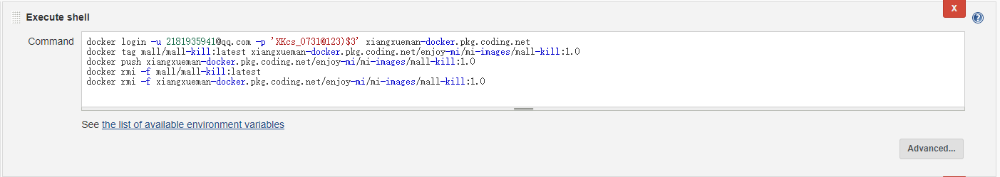 X
Execute shell
Command
docker login -u 2181935941@qq.com -p 'XKcs_0731@123)$3' xiangxueman-docker.pkg.coding.net
docker tag mall/mall-kill:latest xiangxueman-docker.pkg.coding.net/enjoy-mi/mi-images/mall-kill:1.0
docker push xiangxueman-docker.pkg.coding.net/enjoy-mi/mi-images/mall-kill:1.0
docker rmi -f mall/mall-kill:latest
docker rmi -f xiangxueman-docker.pkg.coding.net/enjoy-mi/mi-images/mall-kill:1.0
See the list of available environment variables
Advanced...